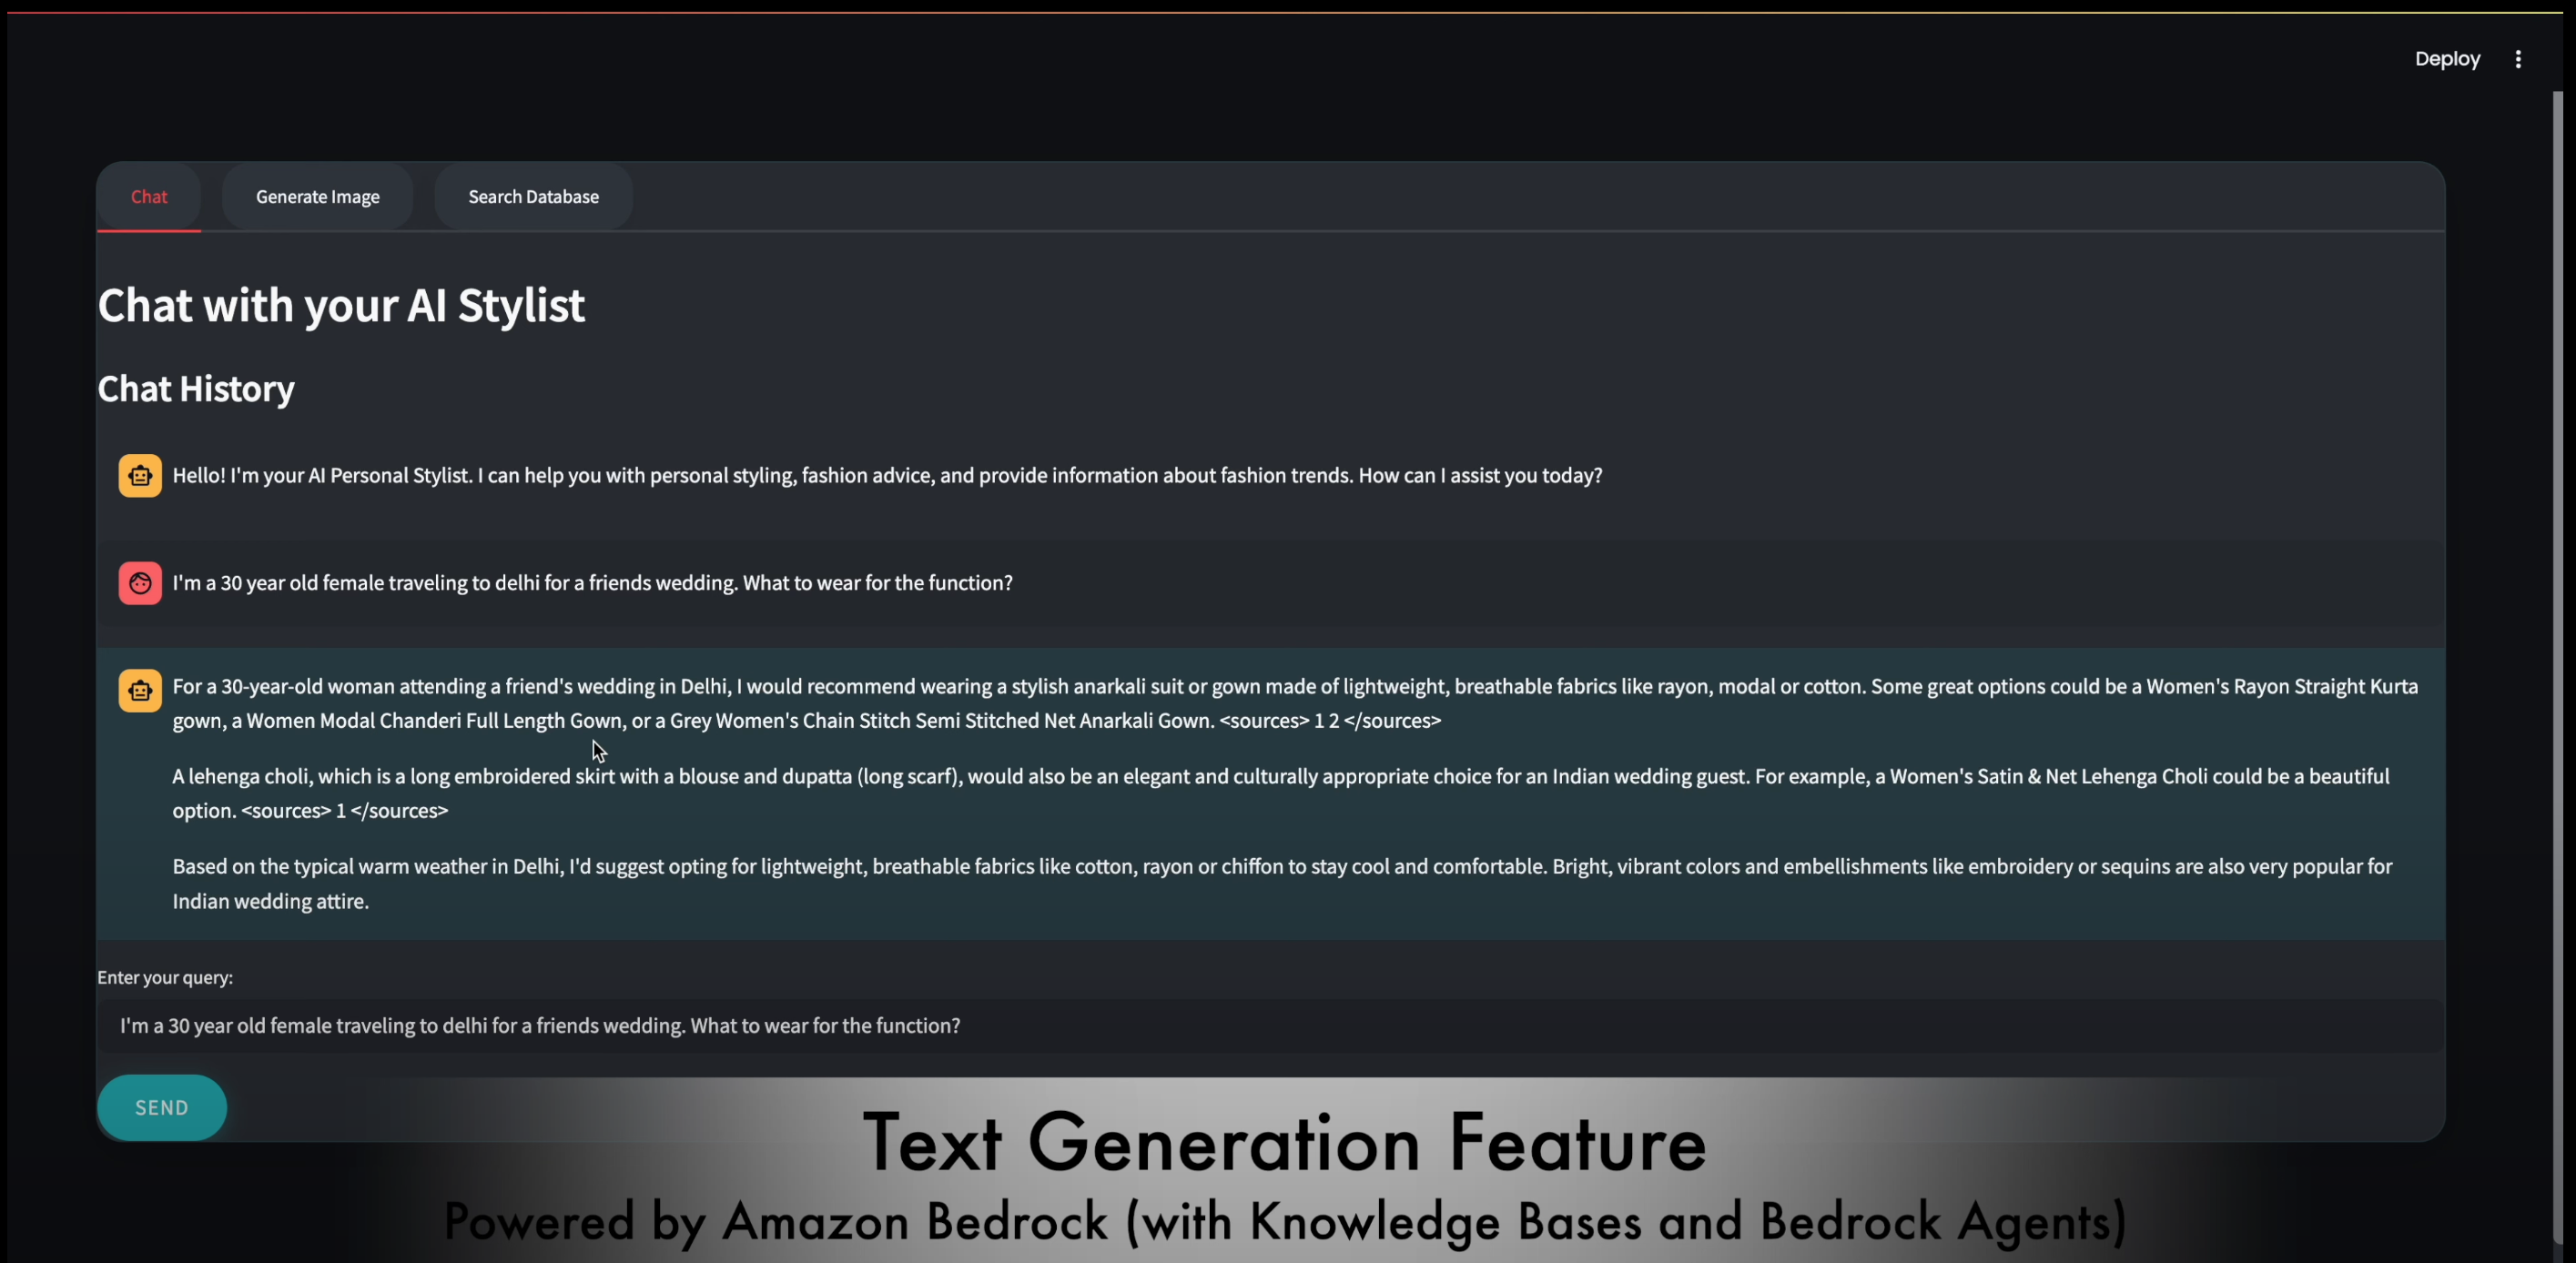 Deploy
Chat
Generate Image
Search Database
Chat with your AI Stylist
Chat History
Hello! I'm your AI Personal Stylist. I can help you with personal styling, fashion advice, and provide information about fashion trends. How can I assist you today?
I'm a 30 year old female traveling to delhi for a friends wedding. What to wear for the function?
For a 30-year-old woman attending a friend's wedding in Delhi, I would recommend wearing a stylish anarkali suit or gown made of lightweight, breathable fabrics like rayon, modal or cotton. Some great options could be a Women's Rayon Straight Kurta
gown, a Women Modal Chanderi Full Length Gown, or a Grey Women's Chain Stitch Semi Stitched Net Anarkali Gown. <sources> 1 2 </sources>
A lehenga choli, which is a long embroidered skirt with a blouse and dupatta (long scarf), would also be an elegant and culturally appropriate choice for an Indian wedding guest. For example, a Women's Satin & Net Lehenga Choli could be a beautiful
option. <sources> 1 </sources>
Based on the typical warm weather in Delhi, I'd suggest opting for lightweight, breathable fabrics like cotton, rayon or chiffon to stay cool and comfortable. Bright, vibrant colors and embellishments like embroidery or sequins are also very popular for
Indian wedding attire.
Enter your query:
I'm a 30 year old female traveling to delhi for a friends wedding. What to wear for the function?
SEND
Text Generation Feature
Powered by Amazon Bedrock (with Knowledge Bases and Bedrock Agents)